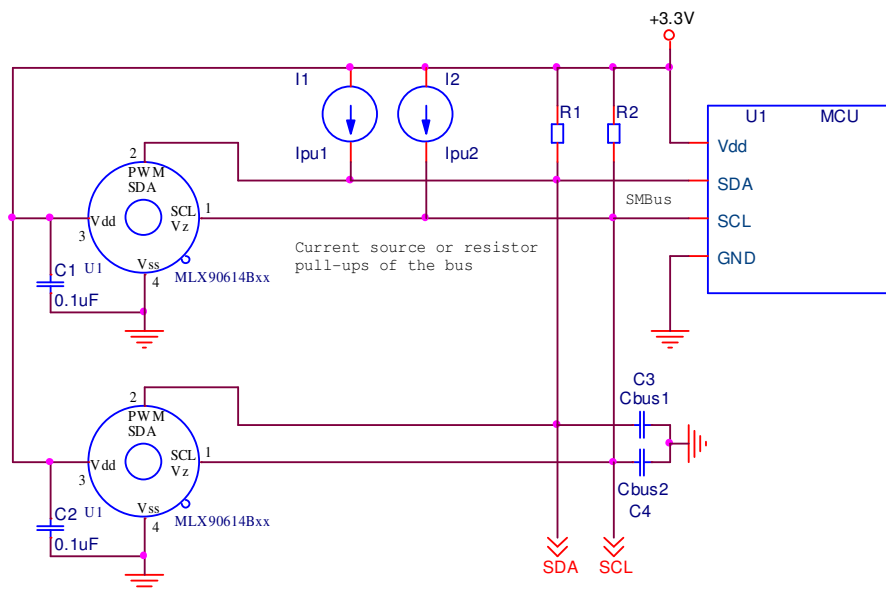 +3.3V
I1
I2
R1
R2
U1 MCU
Ipu1
Ipu2
Vdd
SDA
SCL
GND
SMBus
2
PWM
SDA
SCL
Vz
1
Vdd
3
Vss
4
U1
MLX90614Bxx
C1
0.1uF
Current source or resistor
pull-ups of the bus
2
PWM
SDA
SCL
Vz
1
Vdd
3
Vss
4
U1
MLX90614Bxx
C2
0.1uF
C3
Cbus1
Cbus2
C4
SDA
SCL